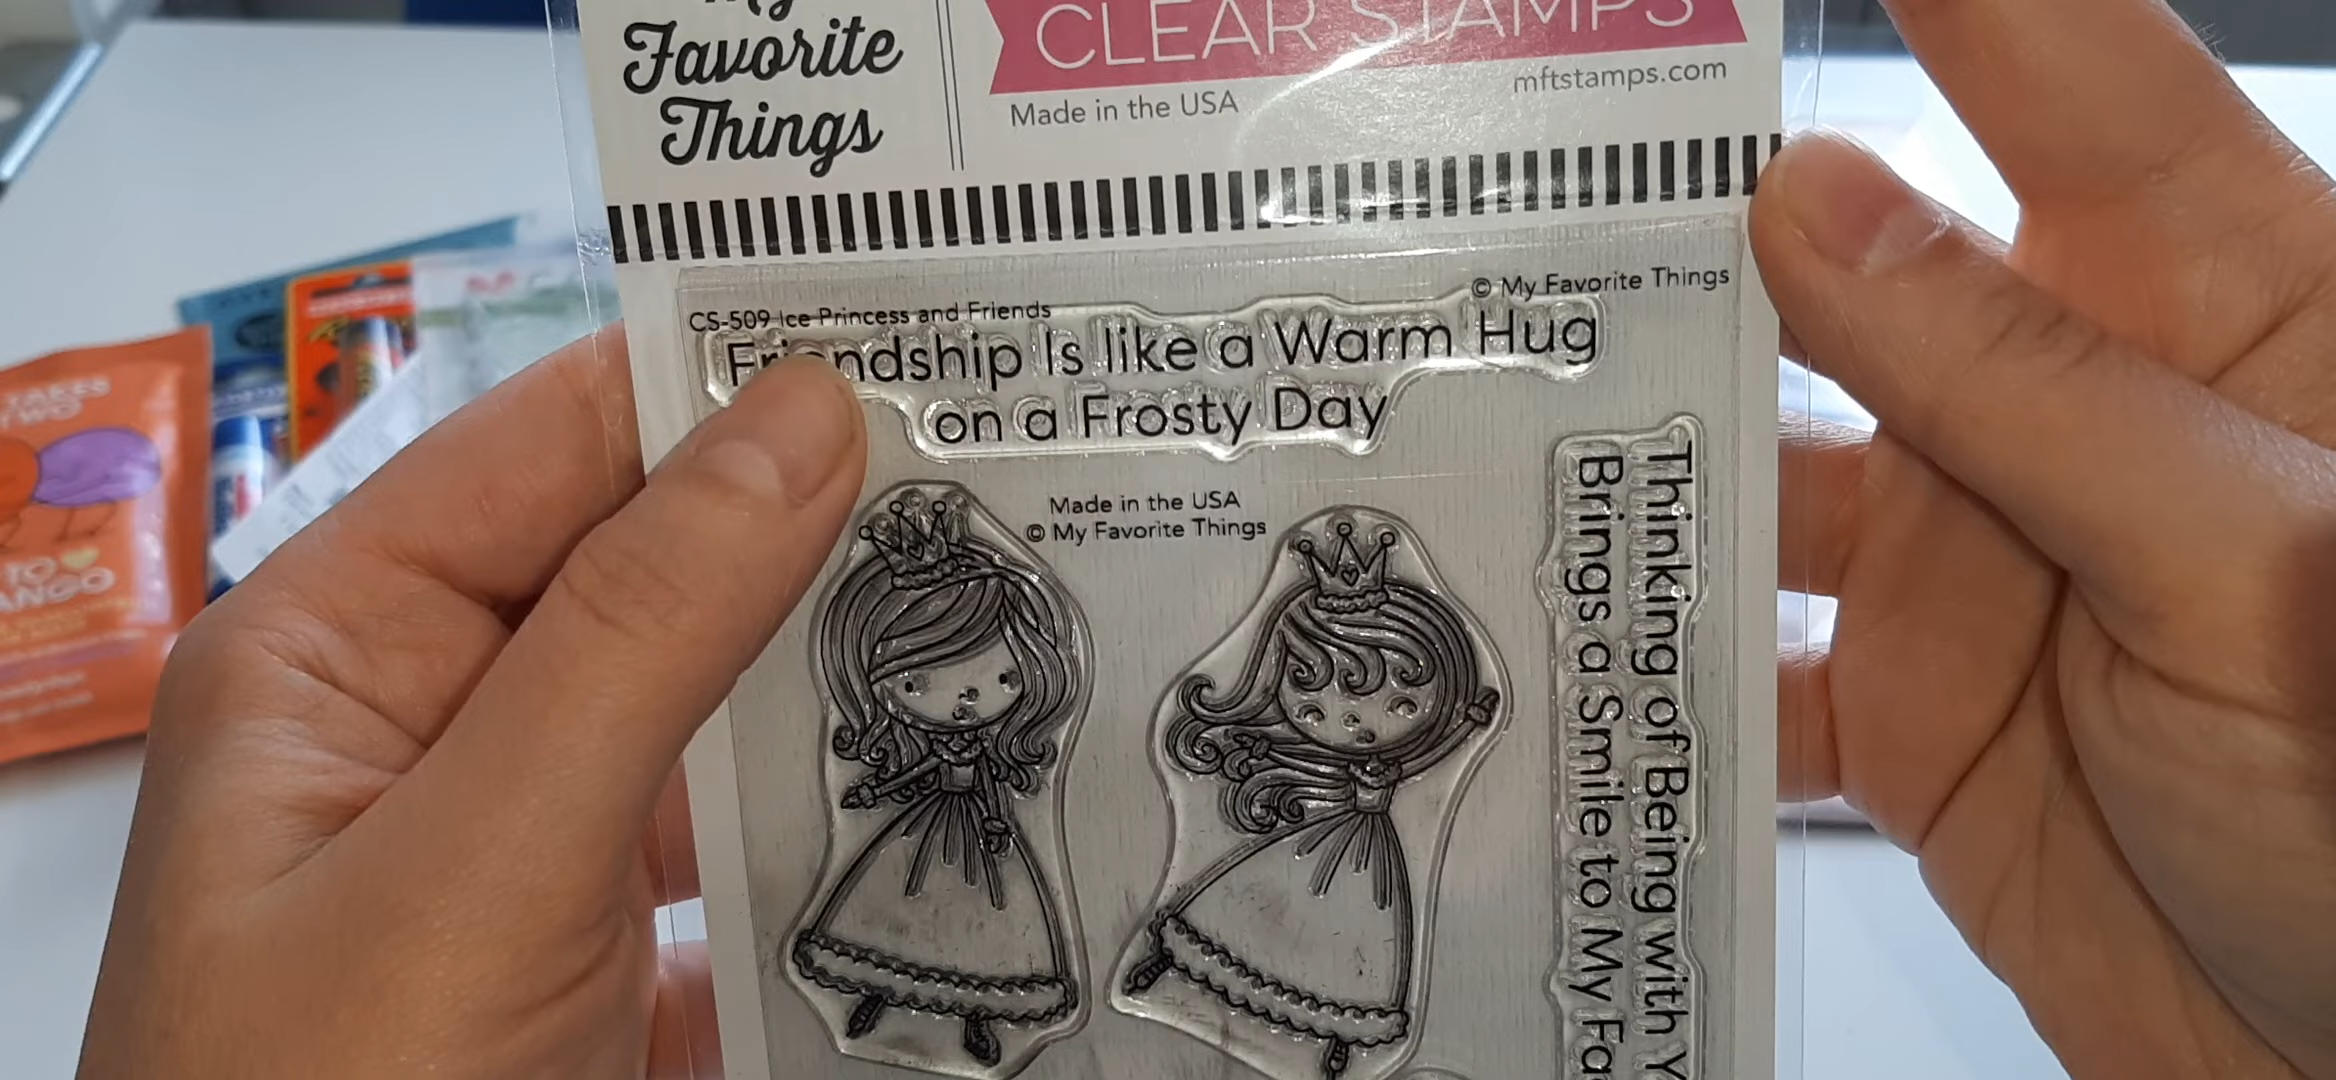 My
Favorite
Things
CLEAR STAMPS
Made in the USA
mftstamps.com
CS-509 Ice Princess and Friends
© My Favorite Things
Friendship Is like a Warm Hug
on a Frosty Day
Made in the USA
© My Favorite Things
Thinking of Being with
Brings a Smile to My
TWO
TO